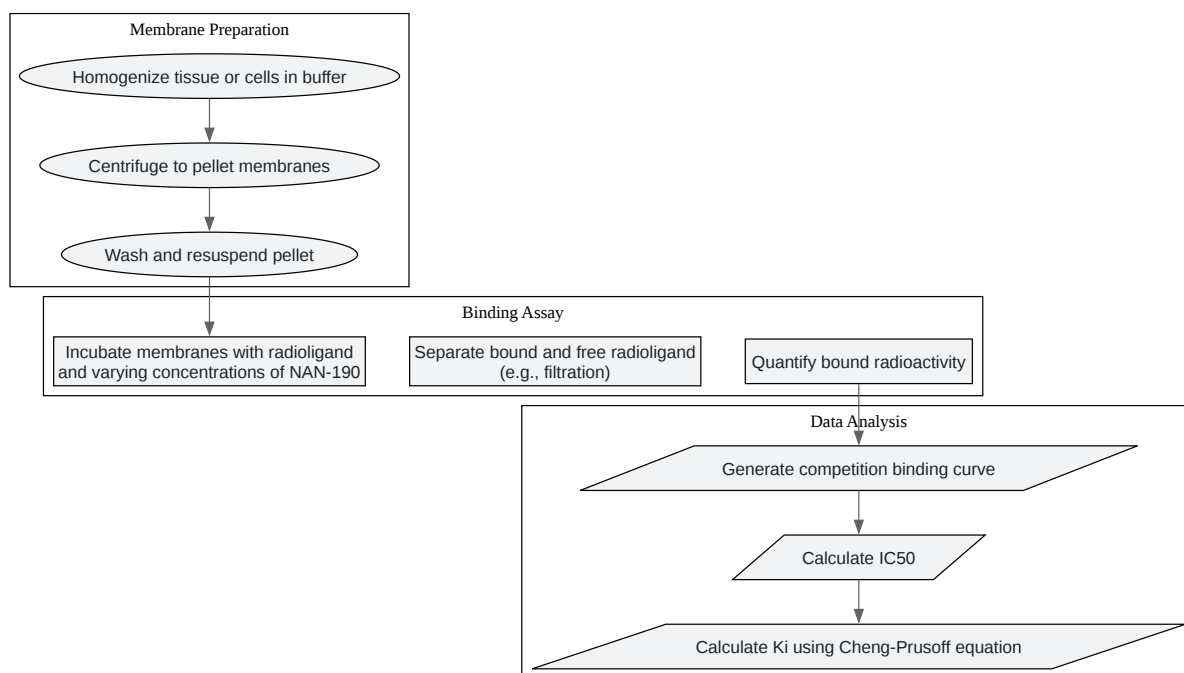 Membrane Preparation
Homogenize tissue or cells in buffer
Centrifuge to pellet membranes
Wash and resuspend pellet
Binding Assay
Incubate membranes with radioligand
and varying concentrations of NAN-190
Separate bound and free radioligand
(e.g., filtration)
Quantify bound radioactivity
Data Analysis
Generate competition binding curve
Calculate IC50
Calculate Ki using Cheng-Prusoff equation